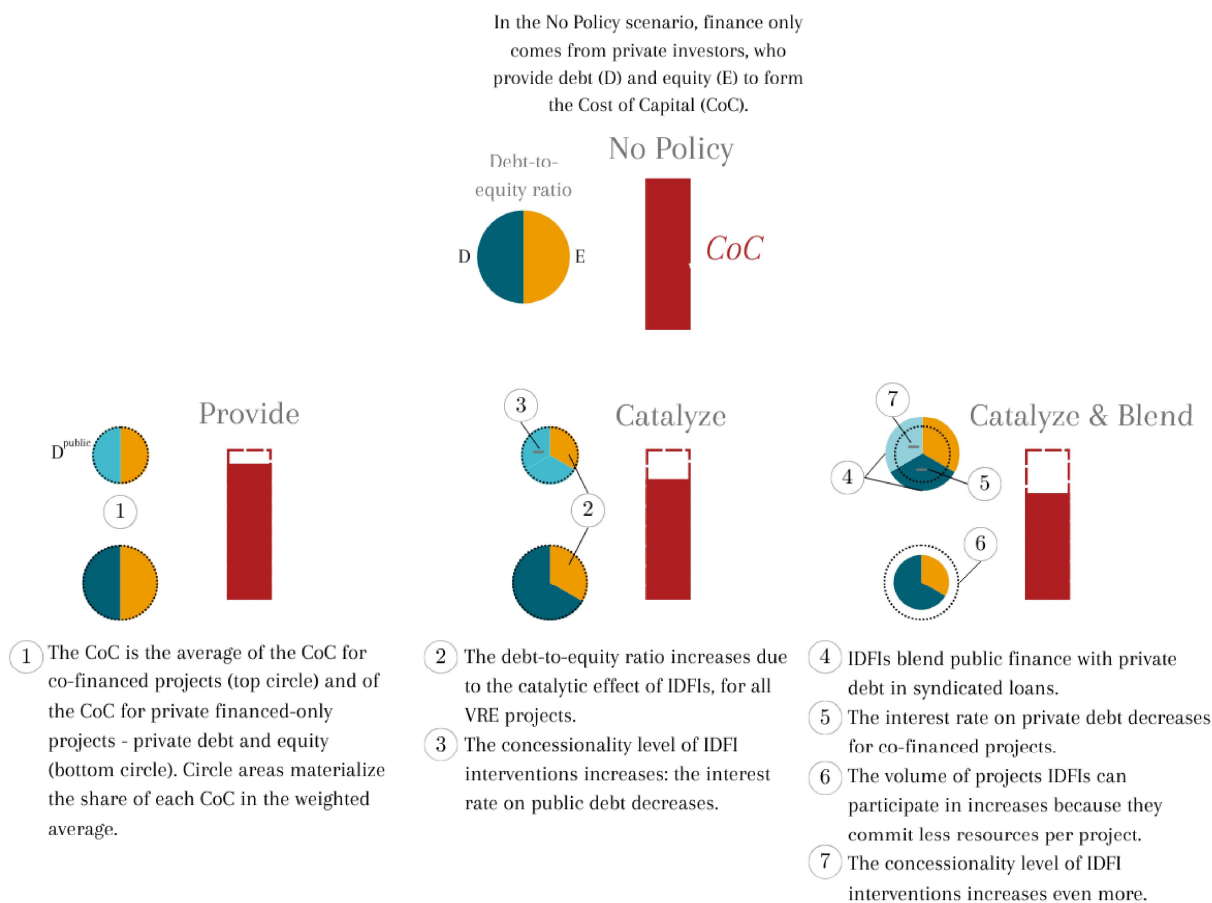 In the No Policy scenario, finance only
comes from private investors, who
provide debt (D) and equity (E) to form
the Cost of Capital (CoC).
No Policy
Debt-to-
equity ratio
D
E
CoC
Provide
D public
1
Catalyze
3
2
Catalyze & Blend
7
4
5
6
1 The CoC is the average of the CoC for
co-financed projects (top circle) and of
the CoC for private financed-only
projects - private debt and equity
(bottom circle). Circle areas materialize
the share of each CoC in the weighted
average.
2 The debt-to-equity ratio increases due
to the catalytic effect of IDFIs, for all
VRE projects.
3 The concessionality level of IDFI
interventions increases: the interest
rate on public debt decreases.
4 IDFIs blend public finance with private
debt in syndicated loans.
5 The interest rate on private debt decreases
for co-financed projects.
6 The volume of projects IDFIs can
participate in increases because they
commit less resources per project.
7 The concessionality level of IDFI
interventions increases even more.